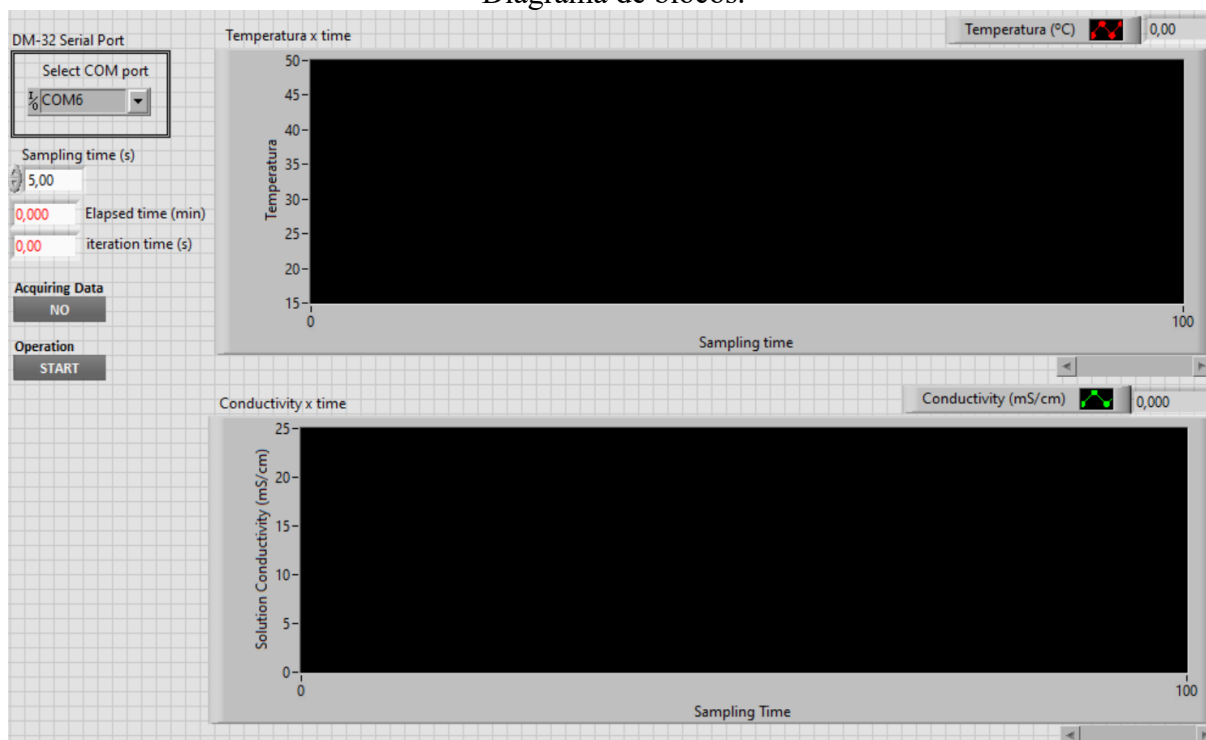 Diagrama de blocos.
DM-32 Serial Port
Select COM port
I/O COM6
Sampling time (s)
5,00
0,000 Elapsed time (min)
0,00 iteration time (s)
Acquiring Data
NO
Operation
START
Temperatura x time
Temperatura (ºC) 0,00
50
45
40
35
30
25
20
15
Temperatura
0 100
Sampling time
Conductivity x time
Conductivity (mS/cm) 0,000
25
20
15
10
5
0
Solution Conductivity (mS/cm)
0 100
Sampling Time